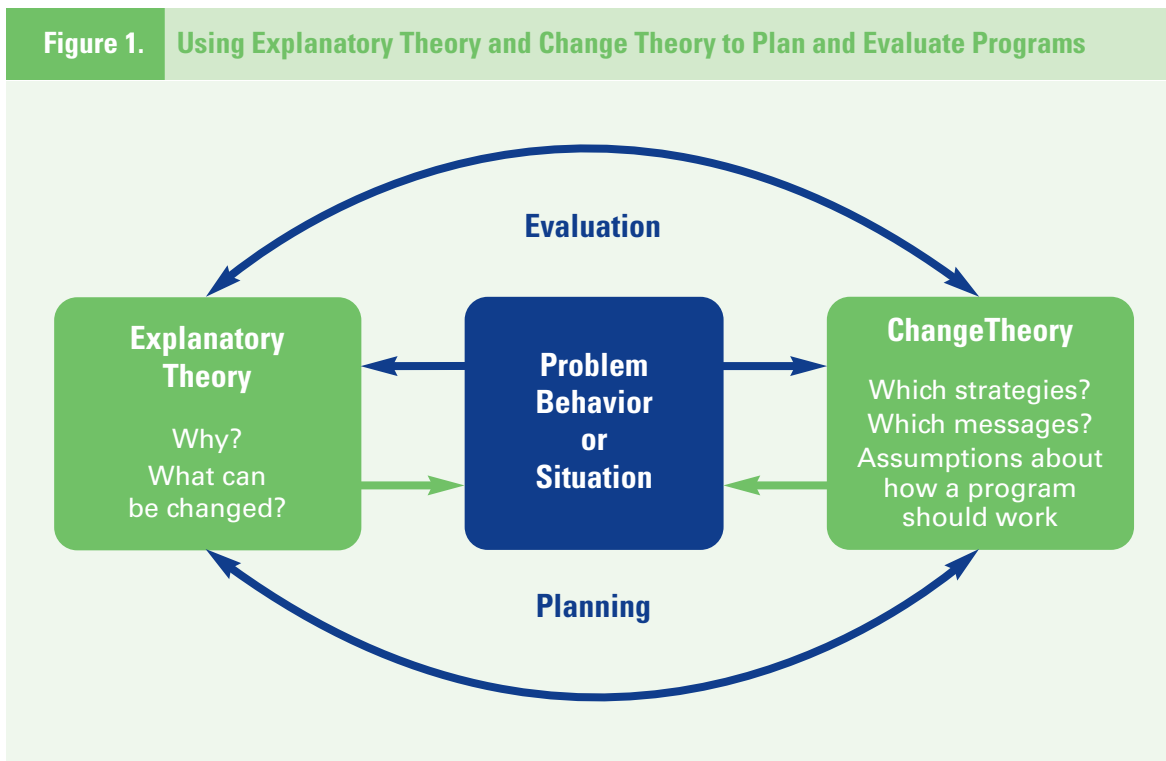 Figure 1. Using Explanatory Theory and Change Theory to Plan and Evaluate Programs
Evaluation
Explanatory
Theory
Why?
What can
be changed?
Problem
Behavior
or
Situation
ChangeTheory
Which strategies?
Which messages?
Assumptions about
how a program
should work
Planning